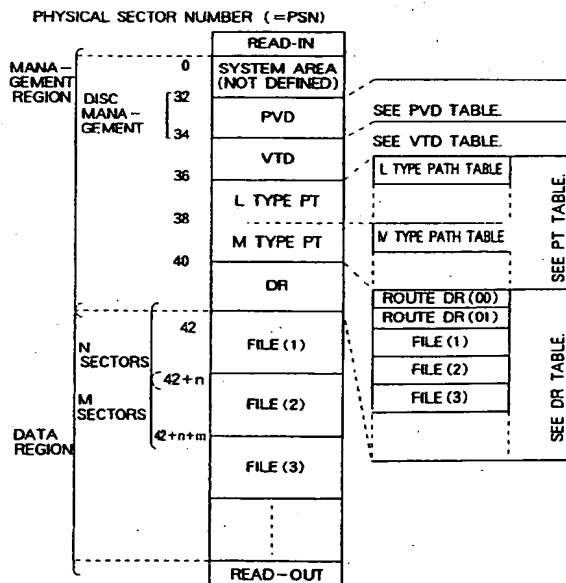 PHYSICAL SECTOR NUMBER (=PSN)
READ-IN
MANA-
GEMENT
REGION
0
SYSTEM AREA
(NOT DEFINED)
DISC
MANA-
GEMENT
32
PVD
SEE PVD TABLE.
34
VTD
SEE VTD TABLE.
36
L TYPE PT
L TYPE PATH TABLE
38
M TYPE PT
M TYPE PATH TABLE
SEE PT TABLE.
40
DR
ROUTE DR(00)
ROUTE DR(01)
FILE(1)
FILE(2)
FILE(3)
SEE DR TABLE.
N
SECTORS
42
FILE(1)
42+n
M
SECTORS
FILE(2)
DATA
REGION
42+n+m
FILE(3)
READ-OUT